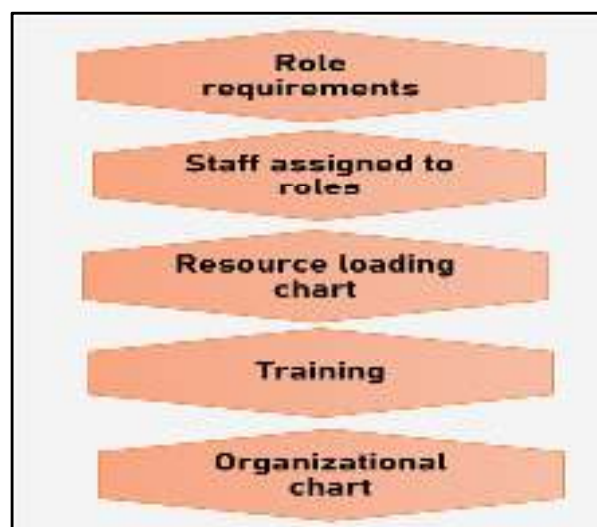 Role
requirements
Staff assigned to
roles
Resource loading
chart
Training
Organizational
chart